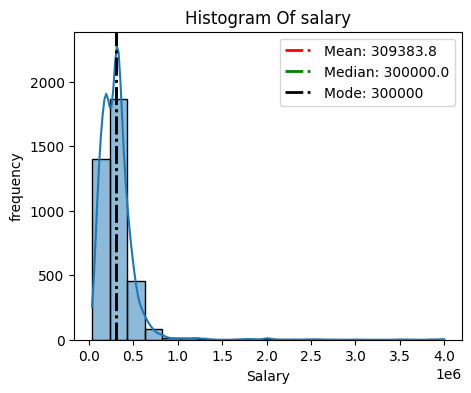 Histogram Of salary
Mean: 309383.8
Median: 300000.0
Mode: 300000
frequency
2000
1500
1000
500
0
0.0 0.5 1.0 1.5 2.0 2.5 3.0 3.5 4.0
1e6
Salary